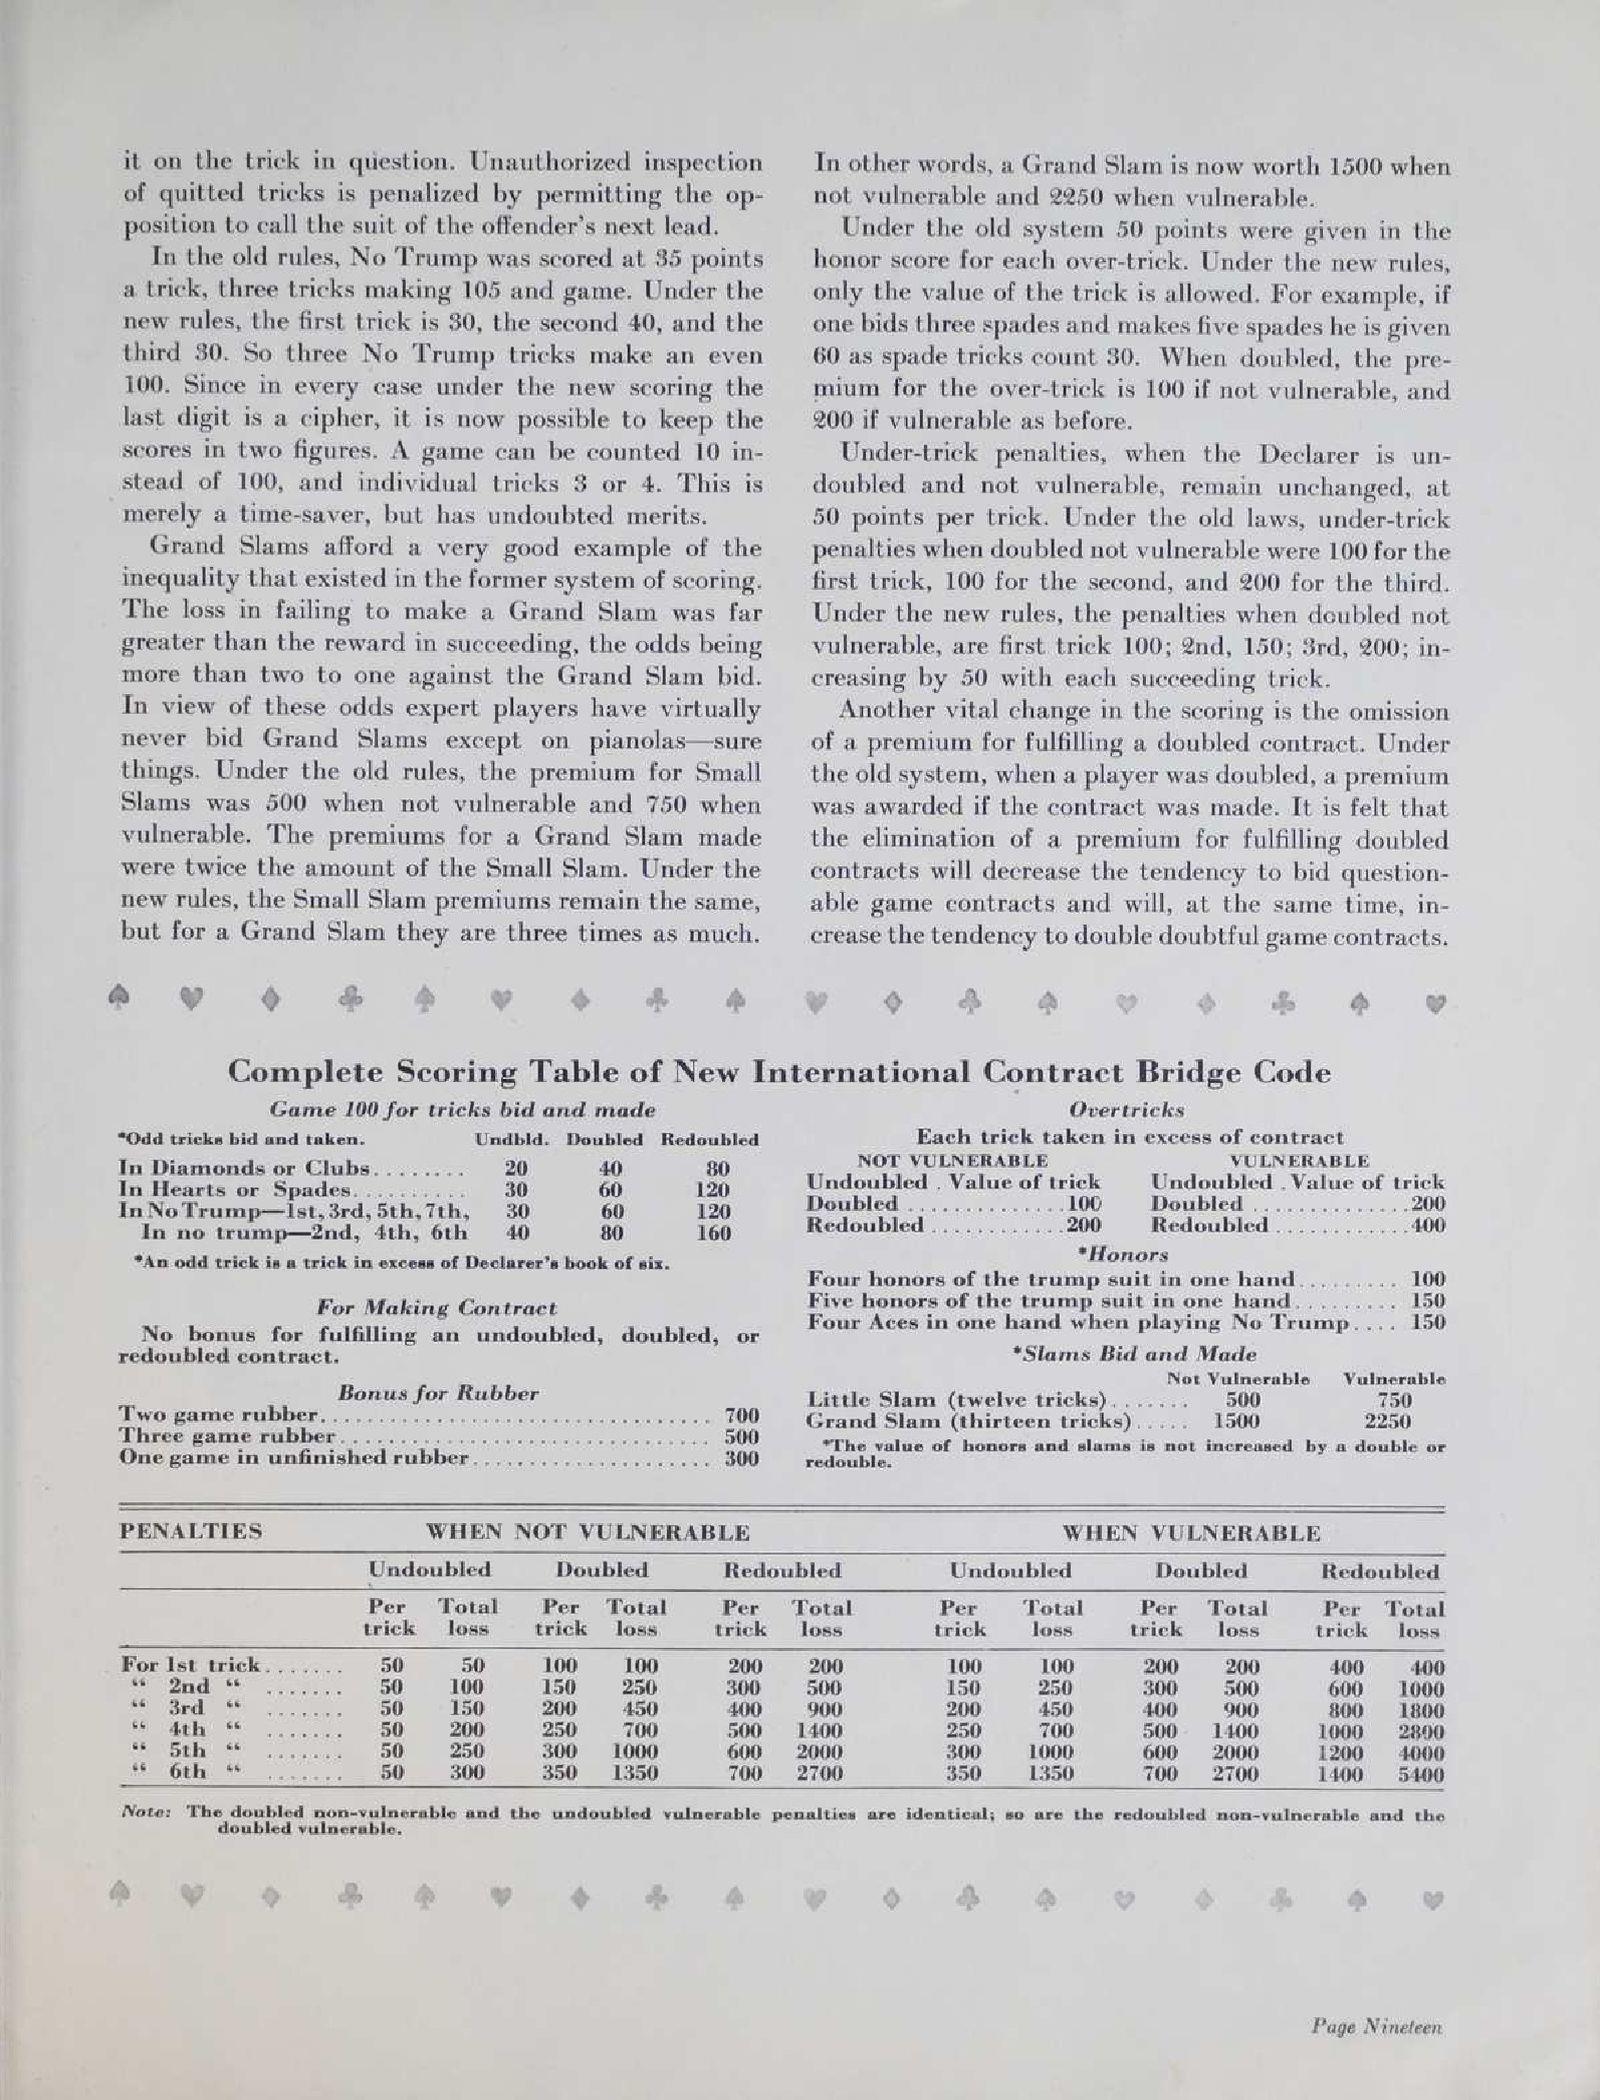 it on the trick in question. Unauthorized inspection
of quitted tricks is penalized by permitting the op-
position to call the suit of the offender's next lead.
In the old rules, No Trump was scored at 35 points
a trick, three tricks making 105 and game. Under the
new rules, the first trick is 30, the second 40, and the
third 30. So three No Trump tricks make an even
100. Since in every case under the new scoring the
last digit is a cipher, it is now possible to keep the
scores in two figures. A game can be counted 10 in-
stead of 100, and individual tricks 3 or 4. This is
merely a time-saver, but has undoubted merits.
Grand Slams afford a very good example of the
inequality that existed in the former system of scoring.
The loss in failing to make a Grand Slam was far
greater than the reward in succeeding, the odds being
more than two to one against the Grand Slam bid.
In view of these odds expert players have virtually
never bid Grand Slams except on pianolas—sure
things. Under the old rules, the premium for Small
Slams was 500 when not vulnerable and 750 when
vulnerable. The premiums for a Grand Slam made
were twice the amount of the Small Slam. Under the
new rules, the Small Slam premiums remain the same,
but for a Grand Slam they are three times as much.
In other words, a Grand Slam is now worth 1500 when
not vulnerable and 2250 when vulnerable.
Under the old system 50 points were given in the
honor score for each over-trick. Under the new rules,
only the value of the trick is allowed. For example, if
one bids three spades and makes five spades he is given
60 as spade tricks count 30. When doubled, the pre-
mium for the over-trick is 100 if not vulnerable, and
200 if vulnerable as before.
Under-trick penalties, when the Declarer is un-
doubled and not vulnerable, remain unchanged, at
50 points per trick. Under the old laws, under-trick
penalties when doubled not vulnerable were 100 for the
first trick, 100 for the second, and 200 for the third.
Under the new rules, the penalties when doubled not
vulnerable, are first trick 100; 2nd, 150; 3rd, 200; in-
creasing by 50 with each succeeding trick.
Another vital change in the scoring is the omission
of a premium for fulfilling a doubled contract. Under
the old system, when a player was doubled, a premium
was awarded if the contract was made. It is felt that
the elimination of a premium for fulfilling doubled
contracts will decrease the tendency to bid question-
able game contracts and will, at the same time, in-
crease the tendency to double doubtful game contracts.
Complete Scoring Table of New International Contract Bridge Code
Game 100 for tricks bid and made
*Odd tricks bid and taken. Undbld. Doubled Redoubled
In Diamonds or Clubs........ 20 40 80
In Hearts or Spades.......... 30 60 120
In No Trump—1st, 3rd, 5th, 7th, 30 60 120
In no trump—2nd, 4th, 6th 40 80 160
*An odd trick is a trick in excess of Declarer's book of six.
For Making Contract
No bonus for fulfilling an undoubled, doubled, or
redoubled contract.
Bonus for Rubber
Two game rubber................................ 700
Three game rubber............................... 500
One game in unfinished rubber.................... 300
Overtricks
Each trick taken in excess of contract
NOT VULNERABLE VULNERABLE
Undoubled . Value of trick Undoubled . Value of trick
Doubled .............100 Doubled .............200
Redoubled ...........200 Redoubled ...........400
*Honors
Four honors of the trump suit in one hand......... 100
Five honors of the trump suit in one hand......... 150
Four Aces in one hand when playing No Trump.... 150
*Slams Bid and Made
Not Vulnerable Vulnerable
Little Slam (twelve tricks)....... 500 750
Grand Slam (thirteen tricks)..... 1500 2250
*The value of honors and slams is not increased by a double or
redouble.
PENALTIES WHEN NOT VULNERABLE WHEN VULNERABLE
Undoubled Doubled Redoubled Undoubled Doubled Redoubled
Per Total Per Total Per Total Per Total Per Total Per Total
trick loss trick loss trick loss trick loss trick loss trick loss
For 1st trick....... 50 50 100 100 200 200 100 100 200 200 400 400
" 2nd " ....... 50 100 150 250 300 500 150 250 300 500 600 1000
" 3rd " ....... 50 150 200 450 400 900 200 450 400 900 800 1800
" 4th " ....... 50 200 250 700 500 1400 250 700 500 1400 1000 2800
" 5th " ....... 50 250 300 1000 600 2000 300 1000 600 2000 1200 4000
" 6th " ....... 50 300 350 1350 700 2700 350 1350 700 2700 1400 5400
Note: The doubled non-vulnerable and the undoubled vulnerable penalties are identical; so are the redoubled non-vulnerable and the
doubled vulnerable.
Page Nineteen